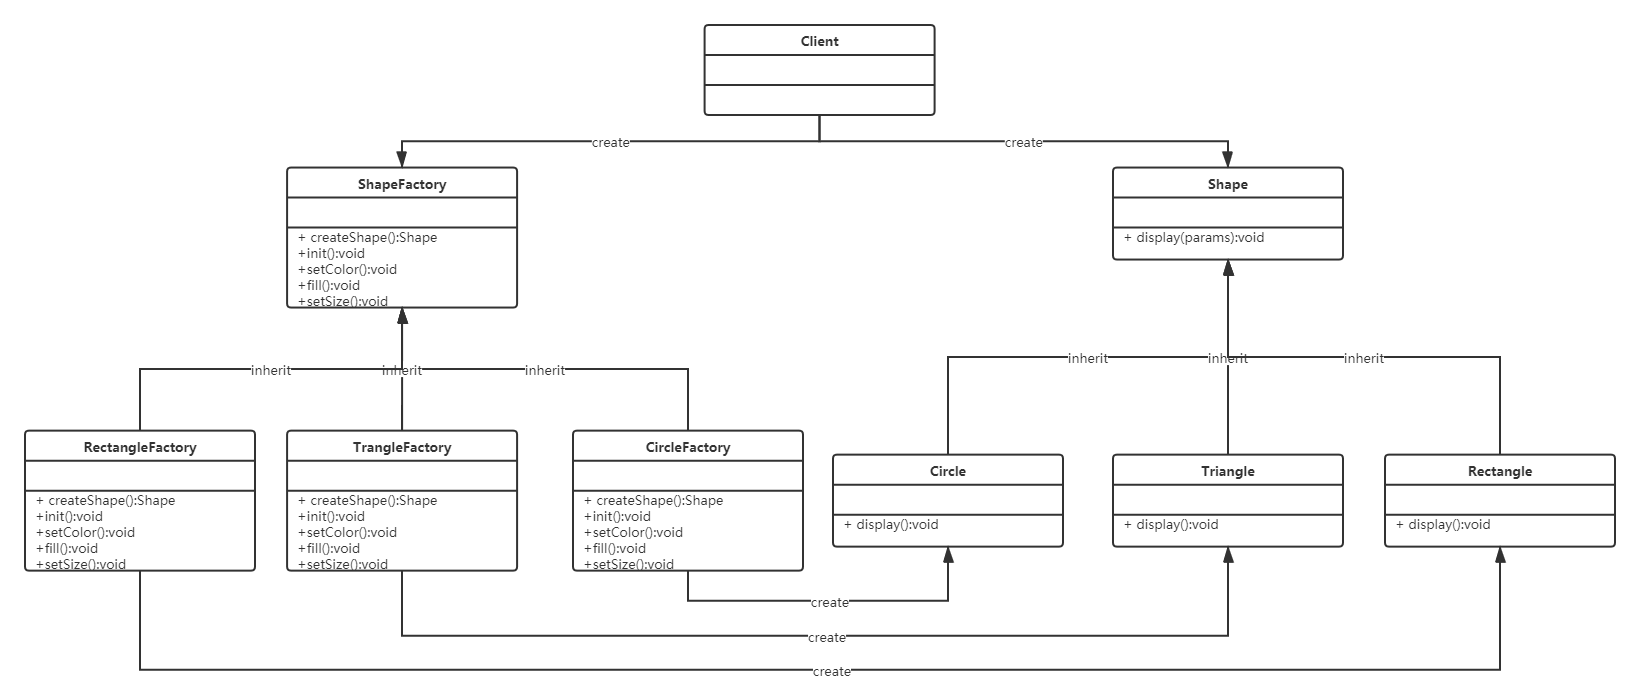 Client
create
create
ShapeFactory
+ createShape():Shape
+init():void
+setColor():void
+fill():void
+setSize():void
Shape
+ display(params):void
inherit
inherit
inherit
inherit
inherit
inherit
RectangleFactory
+ createShape():Shape
+init():void
+setColor():void
+fill():void
+setSize():void
TrangleFactory
+ createShape():Shape
+init():void
+setColor():void
+fill():void
+setSize():void
CircleFactory
+ createShape():Shape
+init():void
+setColor():void
+fill():void
+setSize():void
Circle
+ display():void
Triangle
+ display():void
Rectangle
+ display():void
create
create
create